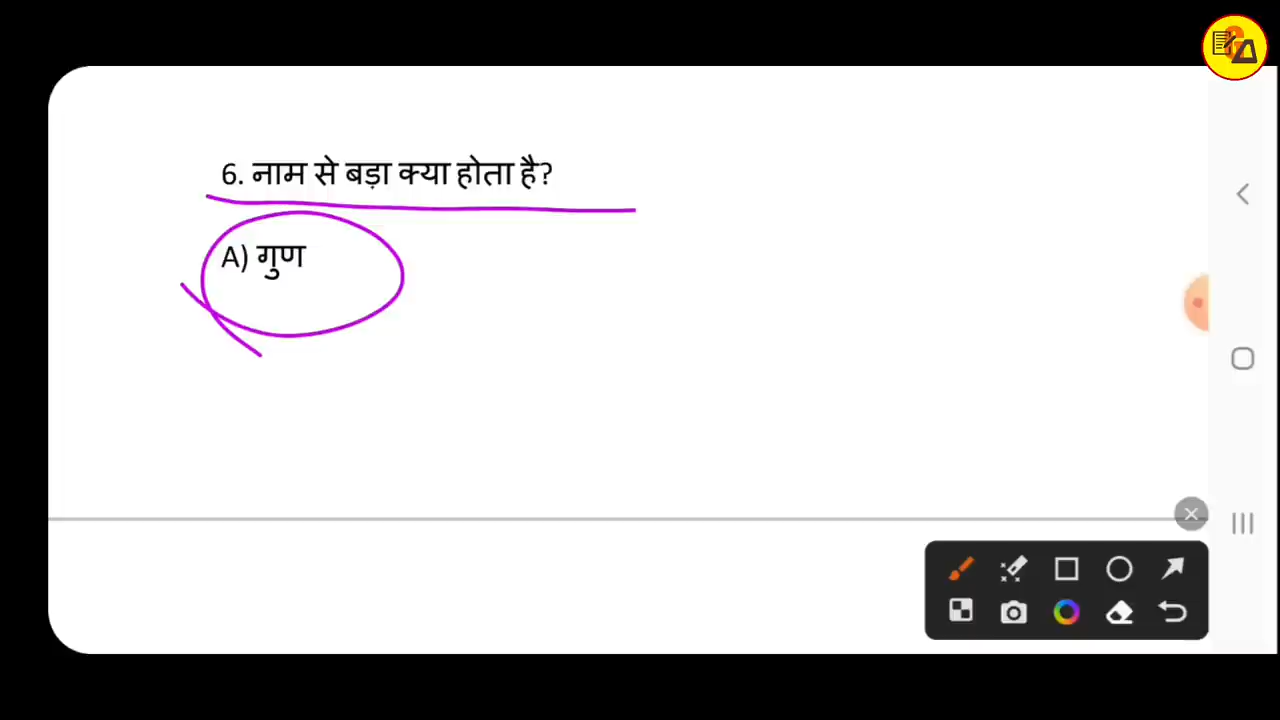 6. नाम से बड़ा क्या होता है?
A) गुण